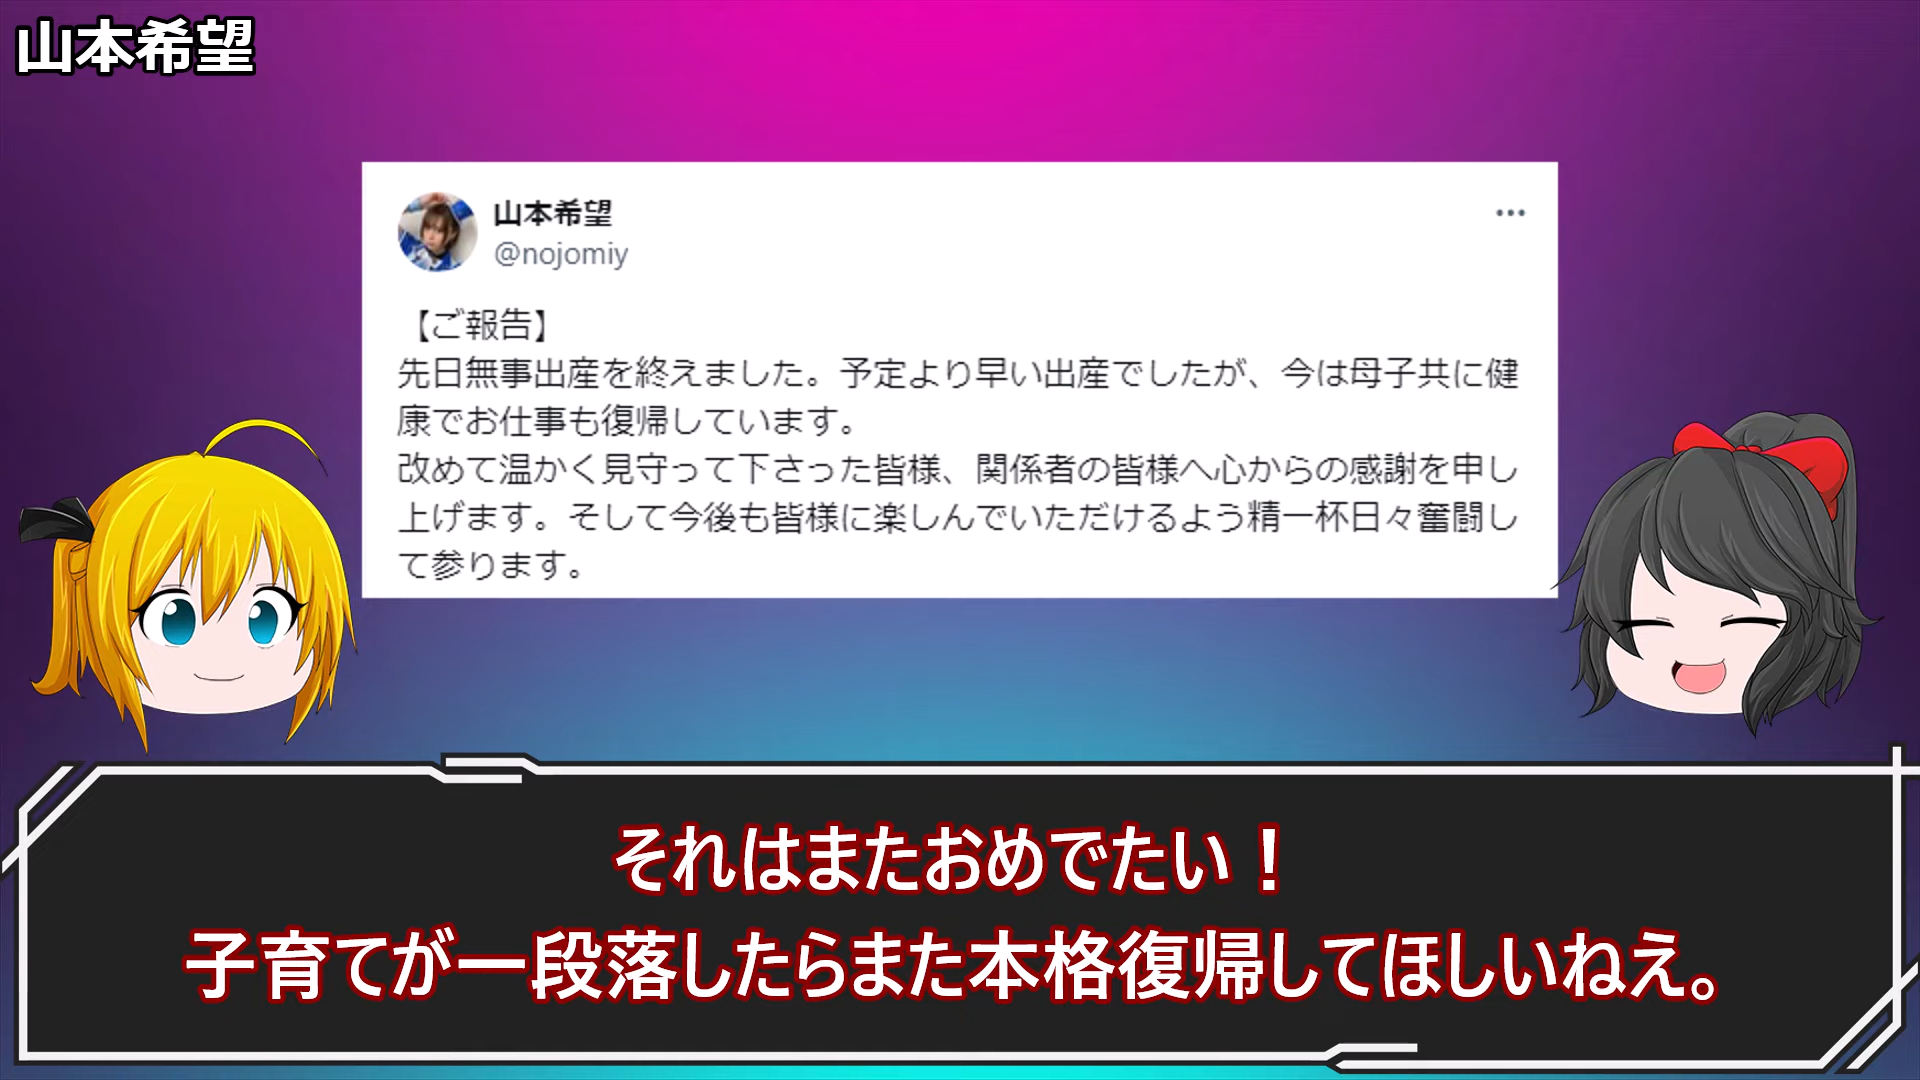 山本希望
山本希望
@nojomiy
【ご報告】
先日無事出産を終えました。予定より早い出産でしたが、今は母子共に健
康でお仕事も復帰しています。
改めて温かく見守って下さった皆様、関係者の皆様へ心からの感謝を申し
上げます。そして今後も皆様に楽しんでいただけるよう精一杯日々奮闘し
て参ります。
それはまたおめでたい！
子育てが一段落したらまた本格復帰してほしいねえ。